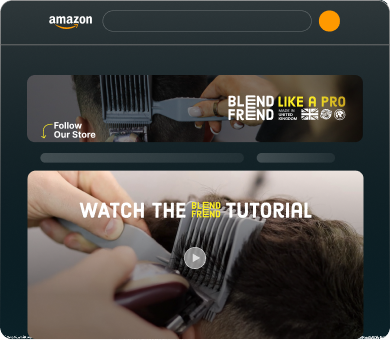 amazon
BLEND LIKE A PRO
FREND
MADE IN
UNITED
KINGDOM
Follow
Our Store
WATCH THE BLEND FREND TUTORIAL